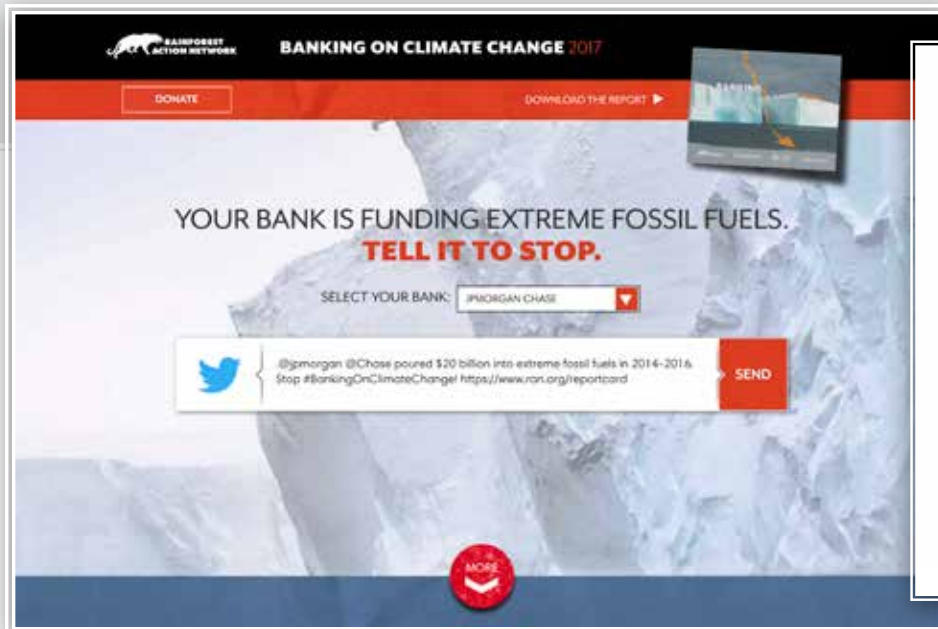 RAINFOREST
ACTION NETWORK
BANKING ON CLIMATE CHANGE 2017
DONATE
DOWNLOAD THE REPORT
BANKING
YOUR BANK IS FUNDING EXTREME FOSSIL FUELS.
TELL IT TO STOP.
SELECT YOUR BANK:
JPMORGAN CHASE
@jpmorgan @Chase poured $20 billion into extreme fossil fuels in 2014-2016.
Stop #BankingOnClimateChange! https://www.ran.org/reportcard
SEND
MORE